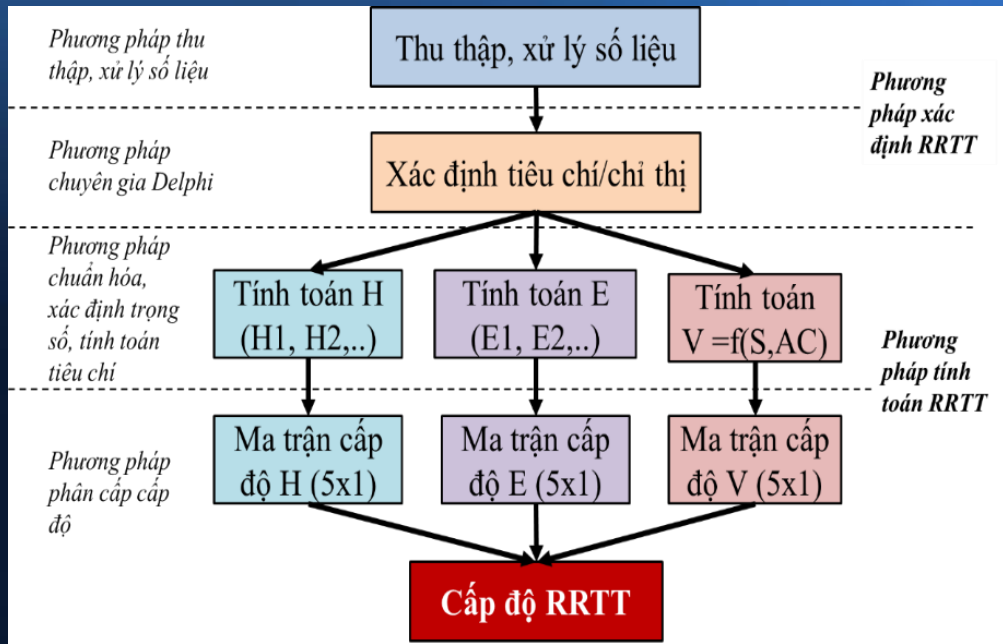 Phương pháp thu
thập, xử lý số liệu
Thu thập, xử lý số liệu
Phương
pháp xác
định RRTT
Phương pháp
chuyên gia Delphi
Xác định tiêu chí/chỉ thị
Phương pháp
chuẩn hóa,
xác định trọng
số, tính toán
tiêu chí
Tính toán H
(H1, H2,..)
Tính toán E
(E1, E2,..)
Tính toán
V =f(S,AC)
Phương
pháp tính
toán RRTT
Phương pháp
phân cấp cấp
độ
Ma trận cấp
độ H (5x1)
Ma trận cấp
độ E (5x1)
Ma trận cấp
độ V (5x1)
Cấp độ RRTT